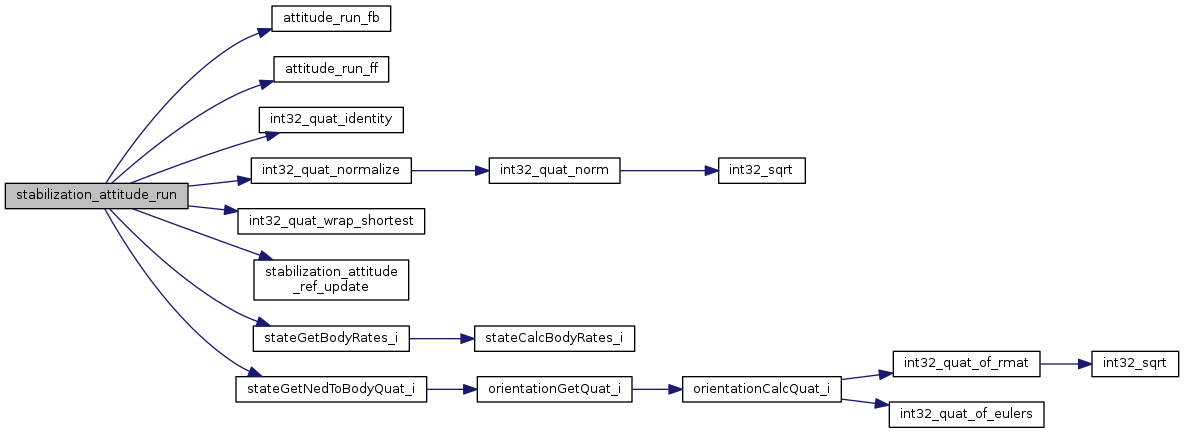 attitude_run_fb
attitude_run_ff
int32_quat_identity
int32_quat_normalize
int32_quat_norm
int32_sqrt
stabilization_attitude_run
int32_quat_wrap_shortest
stabilization_attitude
_ref_update
stateGetBodyRates_i
stateCalcBodyRates_i
int32_quat_of_rmat
int32_sqrt
stateGetNedToBodyQuat_i
orientationGetQuat_i
orientationCalcQuat_i
int32_quat_of_eulers